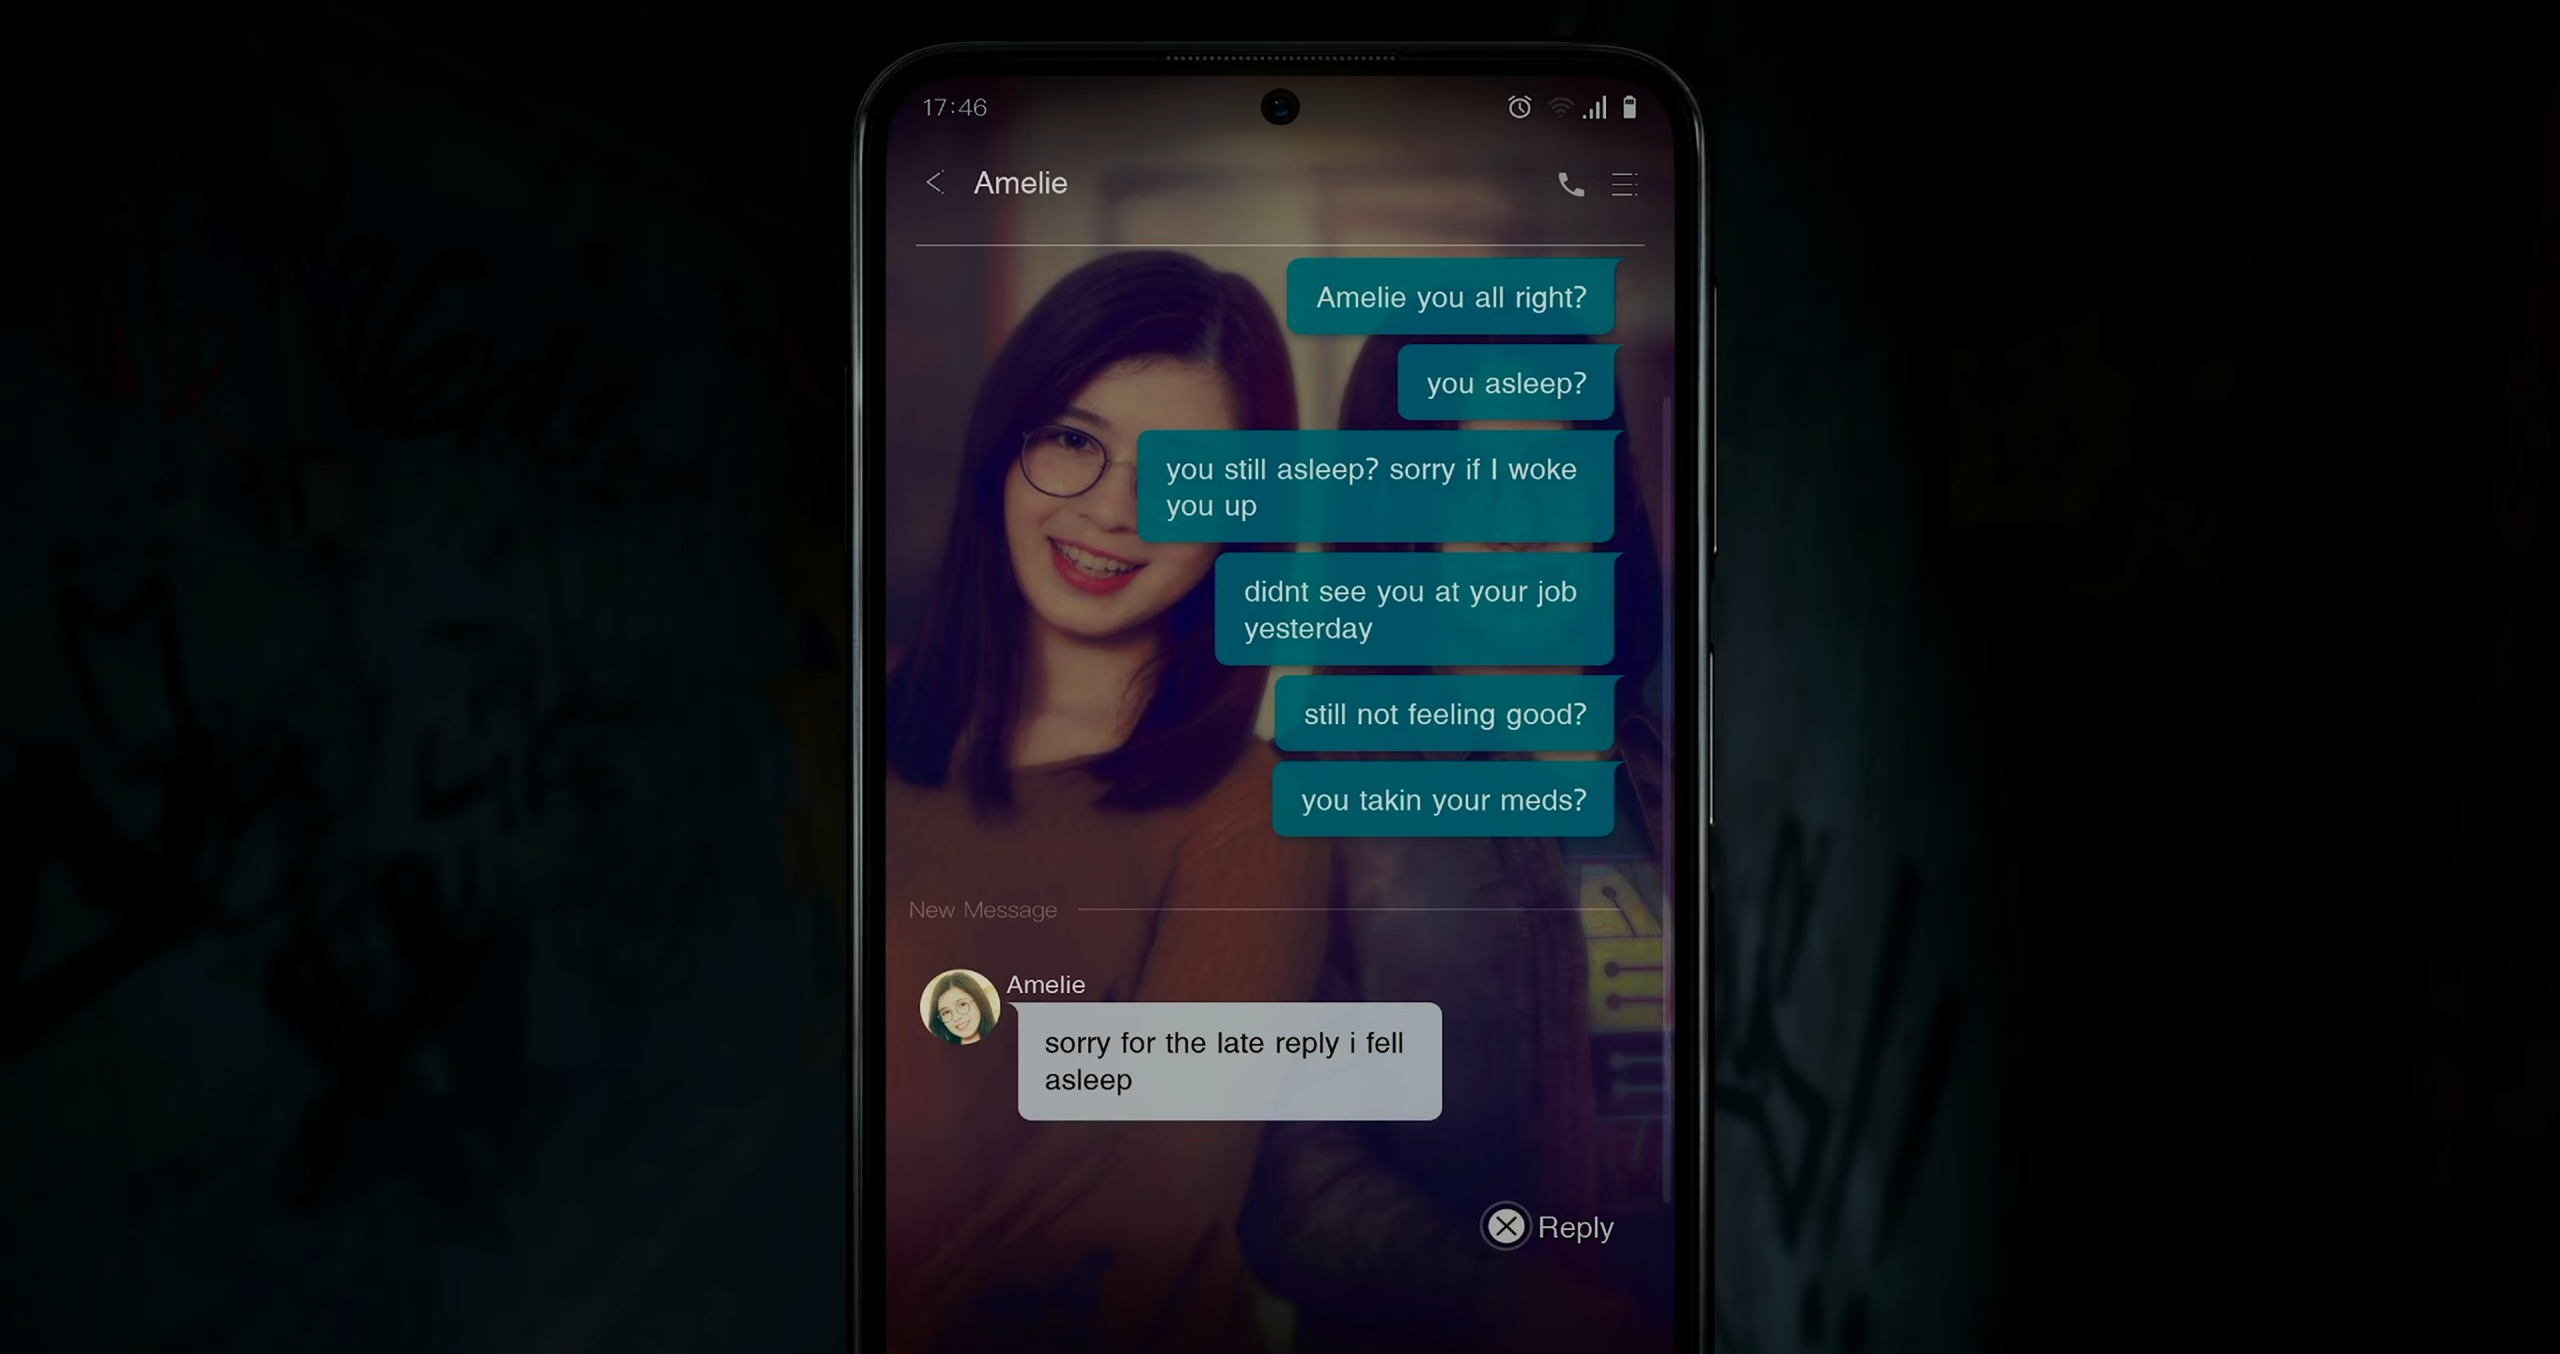 17:46
Amelie
Amelie you all right?
you asleep?
you still asleep? sorry if I woke
you up
didnt see you at your job
yesterday
still not feeling good?
you takin your meds?
New Message
Amelie
sorry for the late reply i fell
asleep
Reply